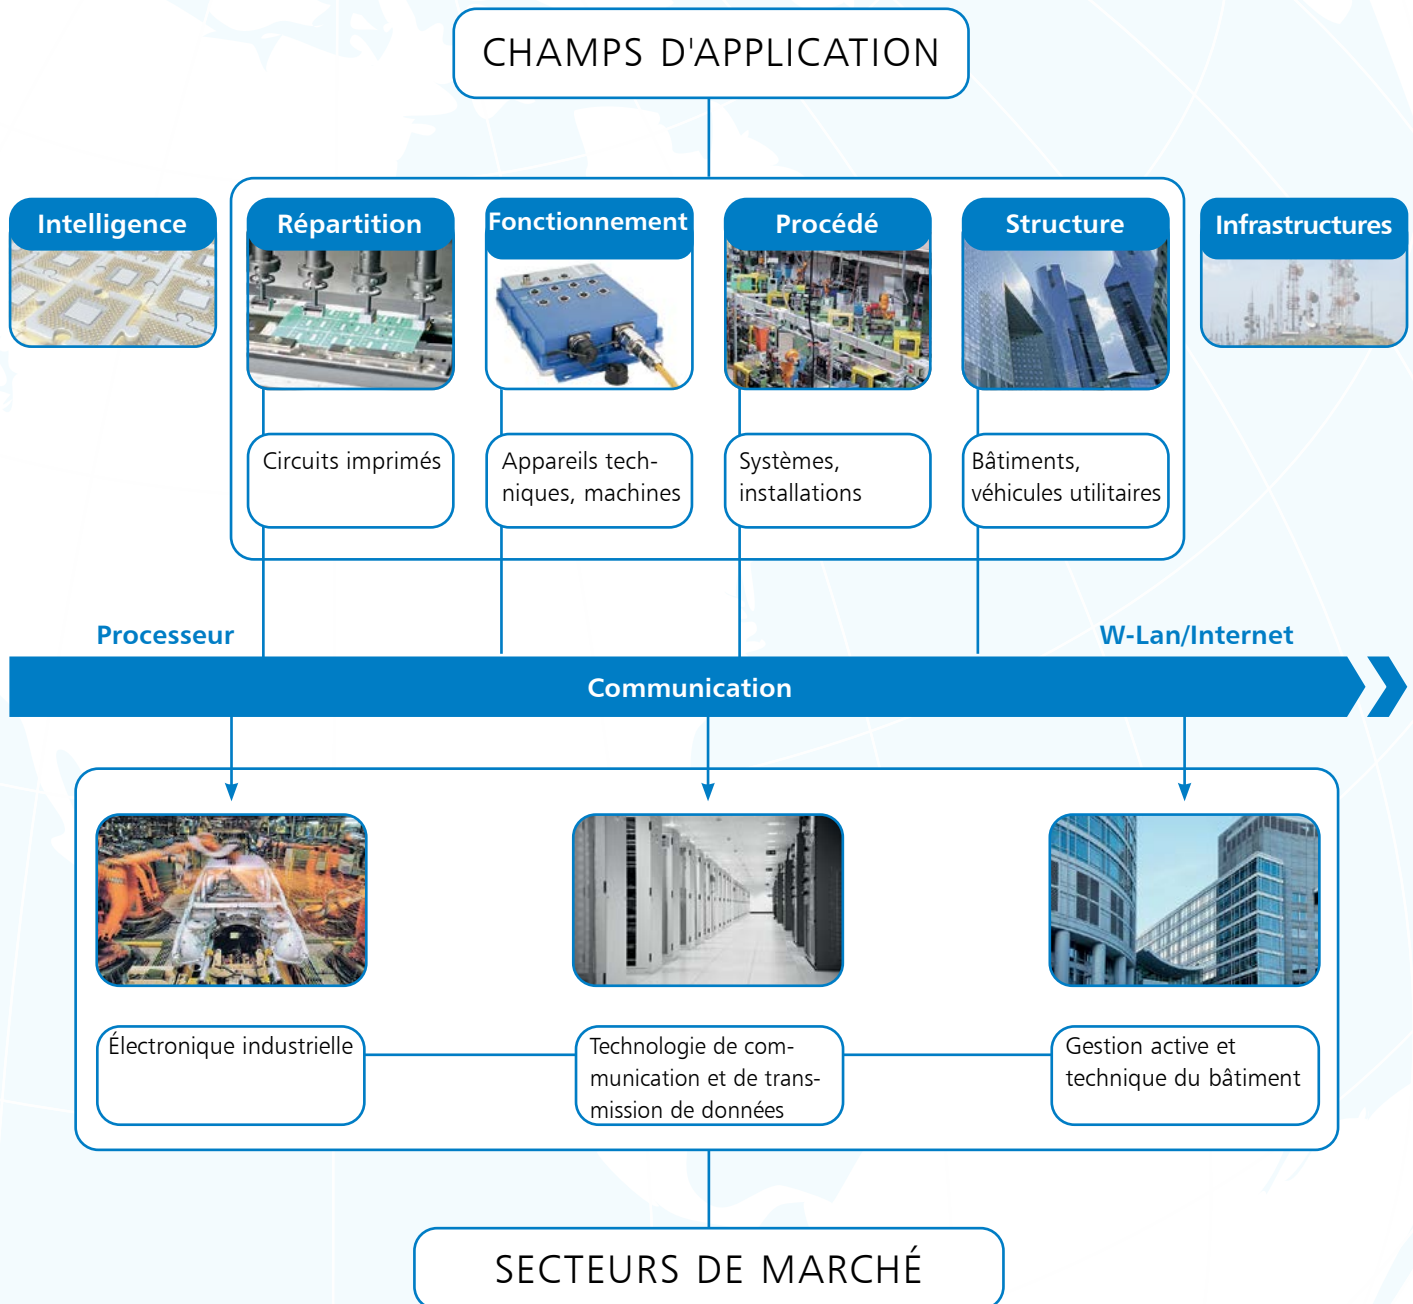 CHAMPS D'APPLICATION
Intelligence
Répartition
Fonctionnement
Procédé
Structure
Infrastructures
Circuits imprimés
Appareils tech-
niques, machines
Systèmes,
installations
Bâtiments,
véhicules utilitaires
Processeur
W-Lan/Internet
Communication
Électronique industrielle
Technologie de com-
munication et de trans-
mission de données
Gestion active et
technique du bâtiment
SECTEURS DE MARCHÉ